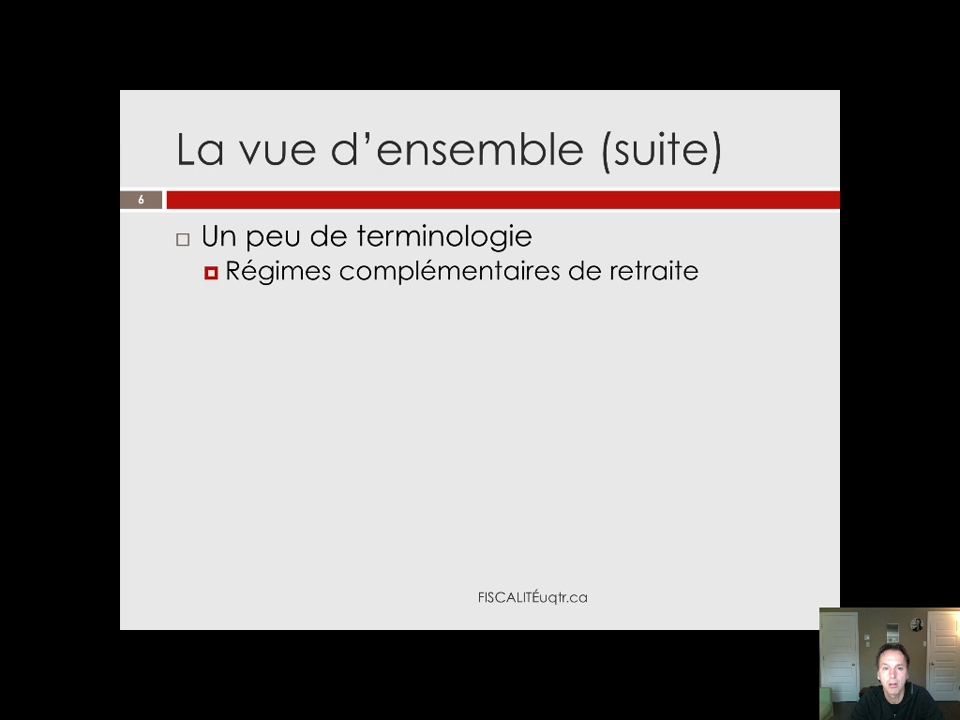 La vue d’ensemble (suite)
6
Un peu de terminologie
Régimes complémentaires de retraite
FISCALITÉuqtr.ca